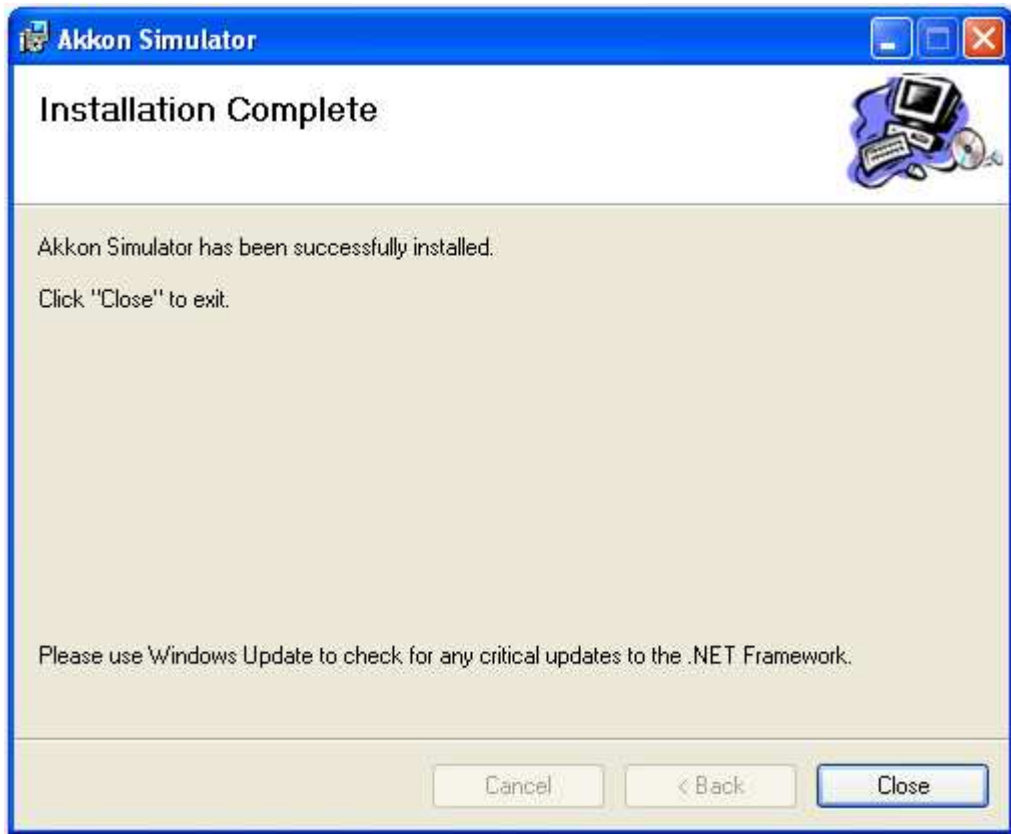 Akkon Simulator
Installation Complete
Akkon Simulator has been successfully installed.
Click "Close" to exit.
Please use Windows Update to check for any critical updates to the .NET Framework.
Cancel
< Back
Close